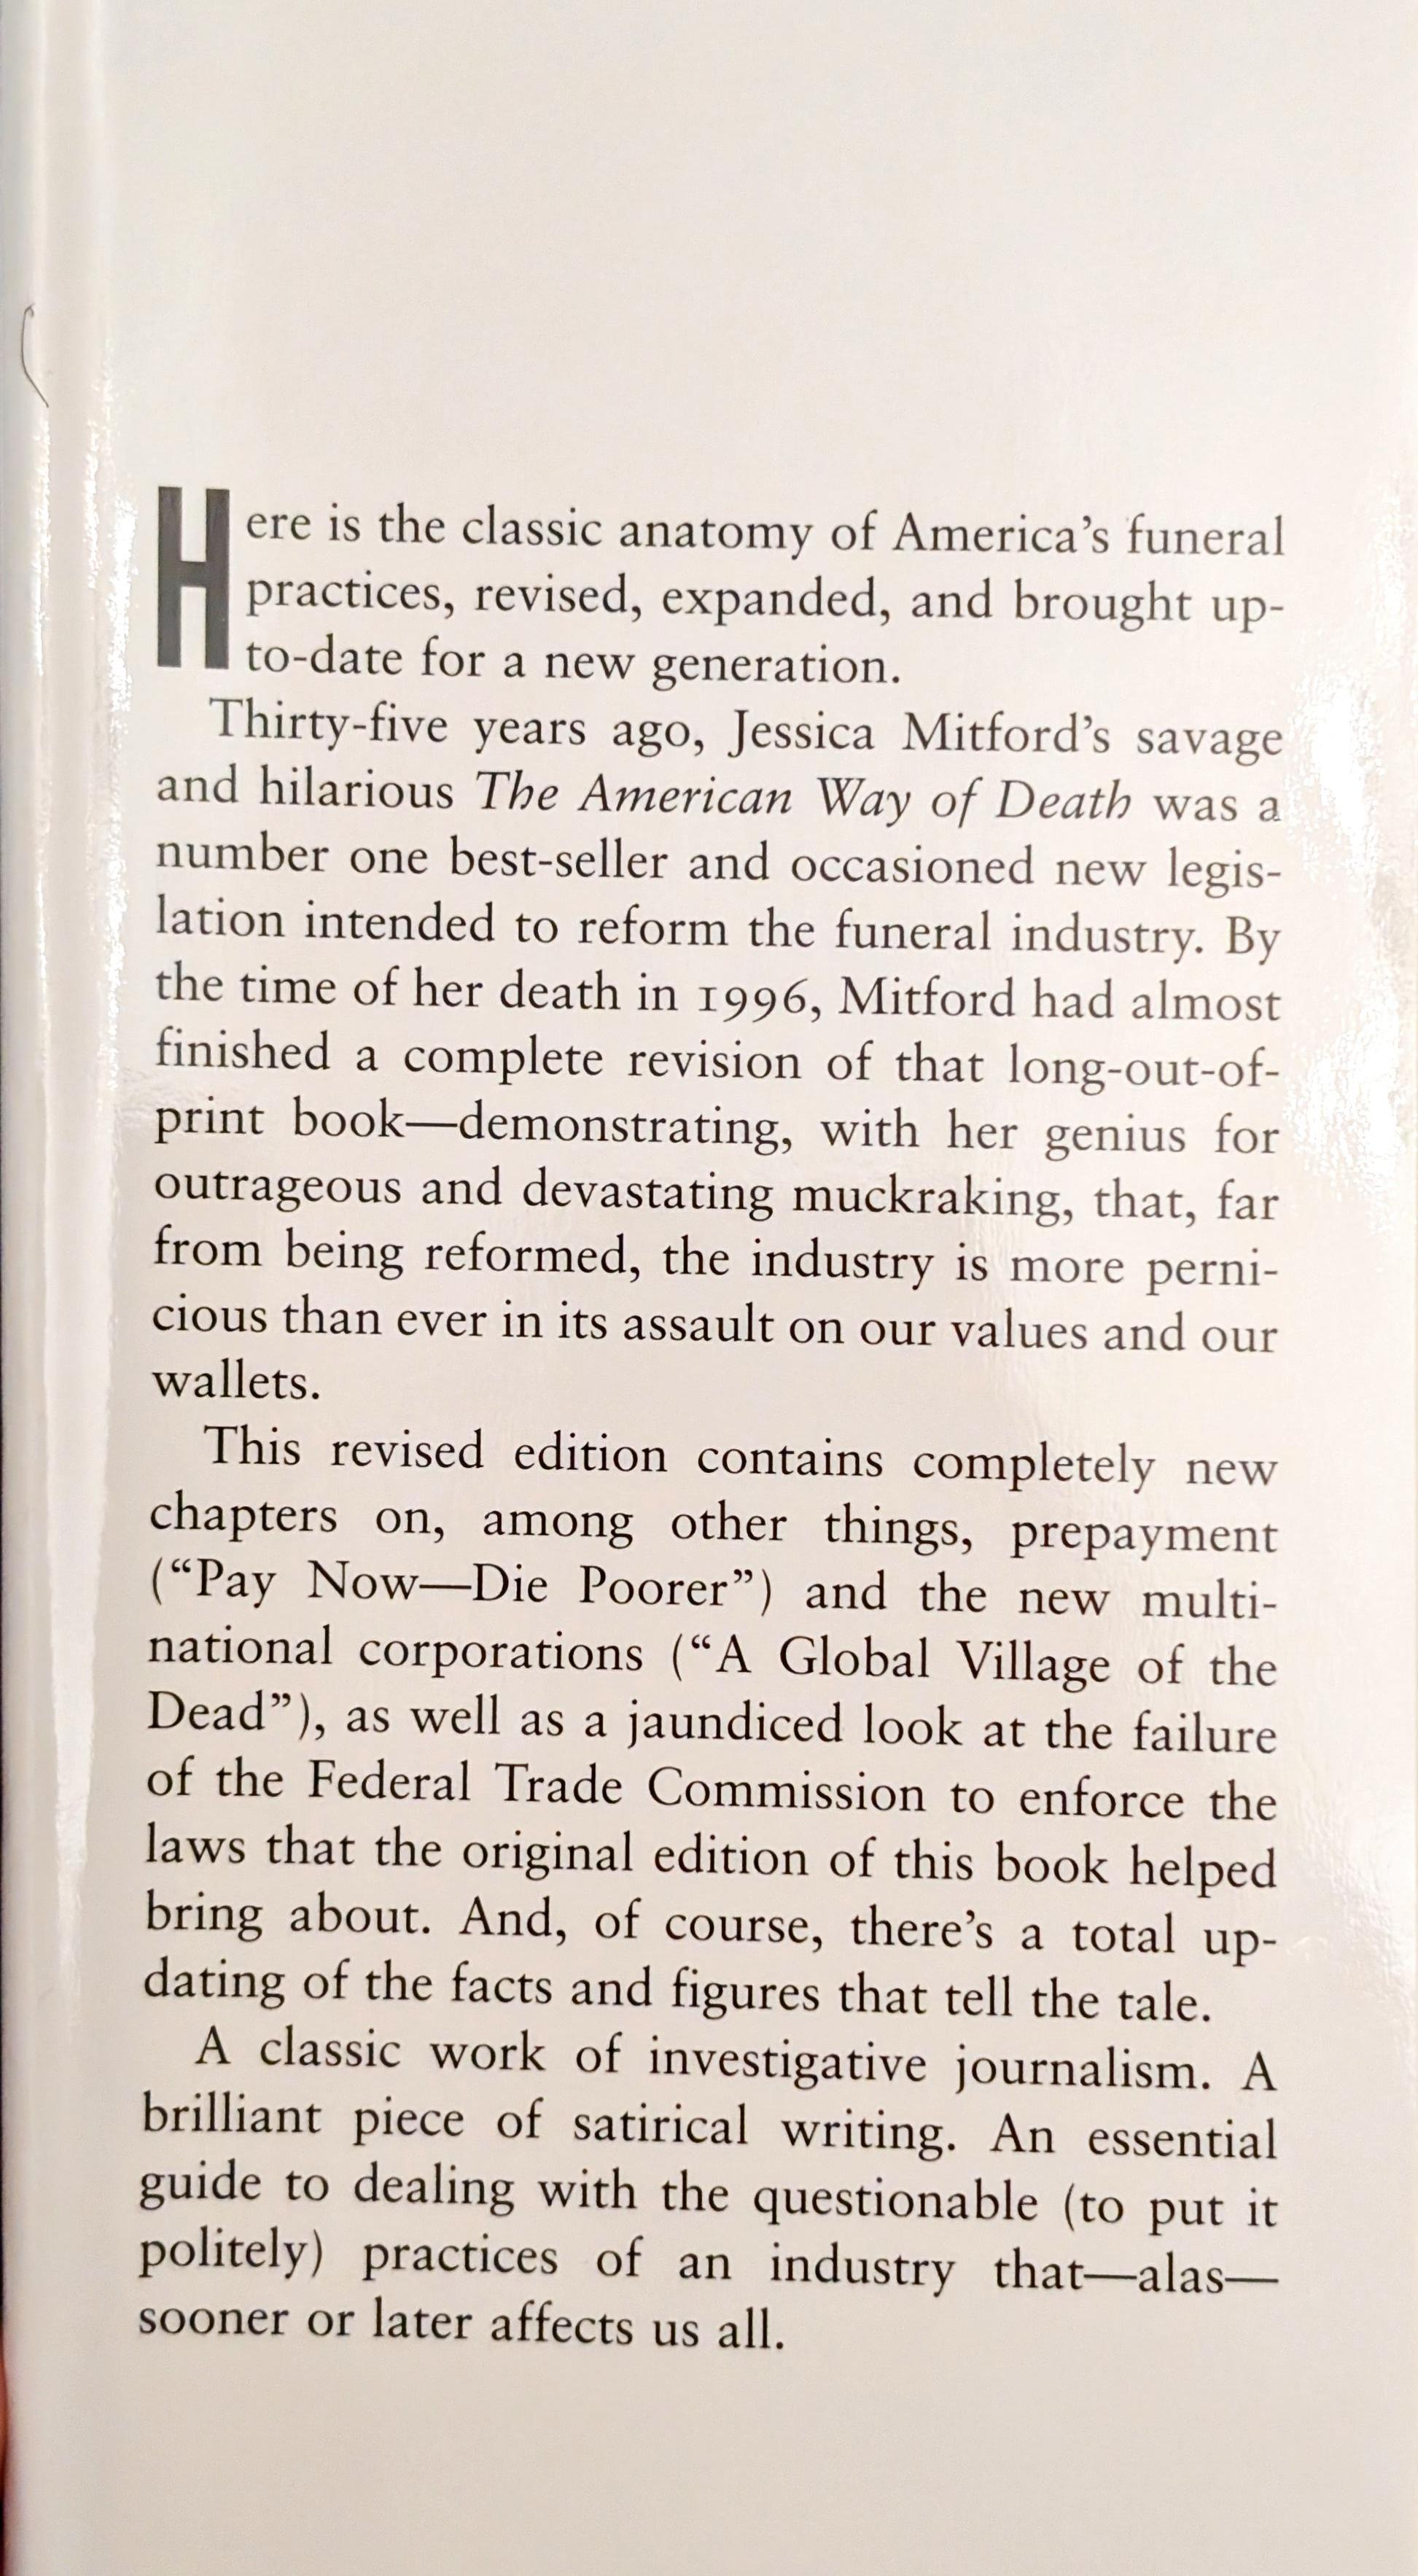 Here is the classic anatomy of America’s funeral
practices, revised, expanded, and brought up-
to-date for a new generation.
Thirty-five years ago, Jessica Mitford’s savage
and hilarious The American Way of Death was a
number one best-seller and occasioned new legis-
lation intended to reform the funeral industry. By
the time of her death in 1996, Mitford had almost
finished a complete revision of that long-out-of-
print book—demonstrating, with her genius for
outrageous and devastating muckraking, that, far
from being reformed, the industry is more perni-
cious than ever in its assault on our values and our
wallets.
This revised edition contains completely new
chapters on, among other things, prepayment
(“Pay Now—Die Poorer”) and the new multi-
national corporations (“A Global Village of the
Dead”), as well as a jaundiced look at the failure
of the Federal Trade Commission to enforce the
laws that the original edition of this book helped
bring about. And, of course, there’s a total up-
dating of the facts and figures that tell the tale.
A classic work of investigative journalism. A
brilliant piece of satirical writing. An essential
guide to dealing with the questionable (to put it
politely) practices of an industry that—alas—
sooner or later affects us all.